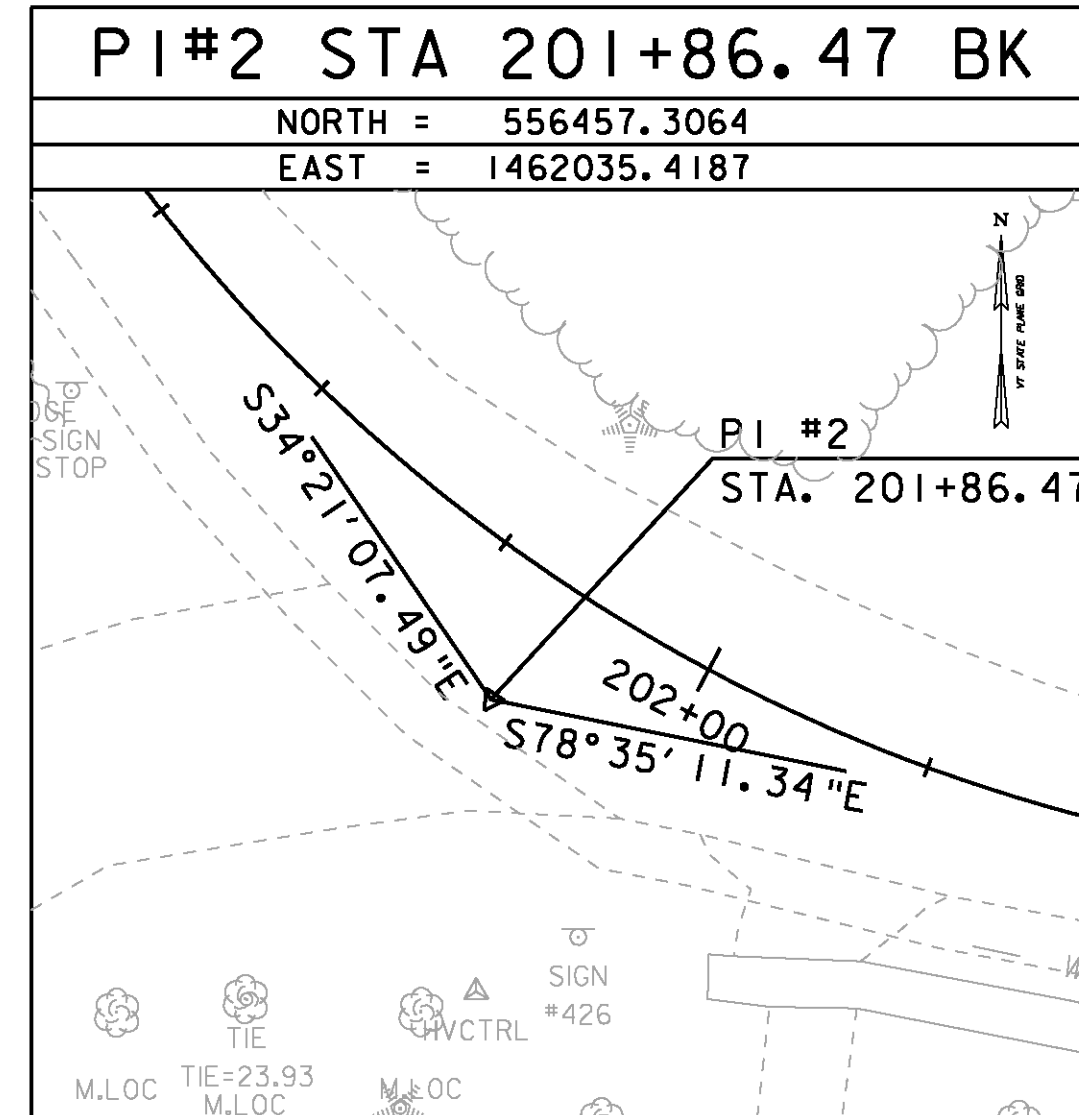 PI#2 STA 201+86.47 BK
NORTH = 556457.3064
EAST = 1462035.4187
N
VT STATE PLANE GRID
SIGN
STOP
S34°21'07.49"E
PI #2
STA. 201+86.47
202+00
S78°35'11.34"E
SIGN
#426
HVCTRL
TIE
TIE=23.93
M.LOC
M.LOC
M.LOC